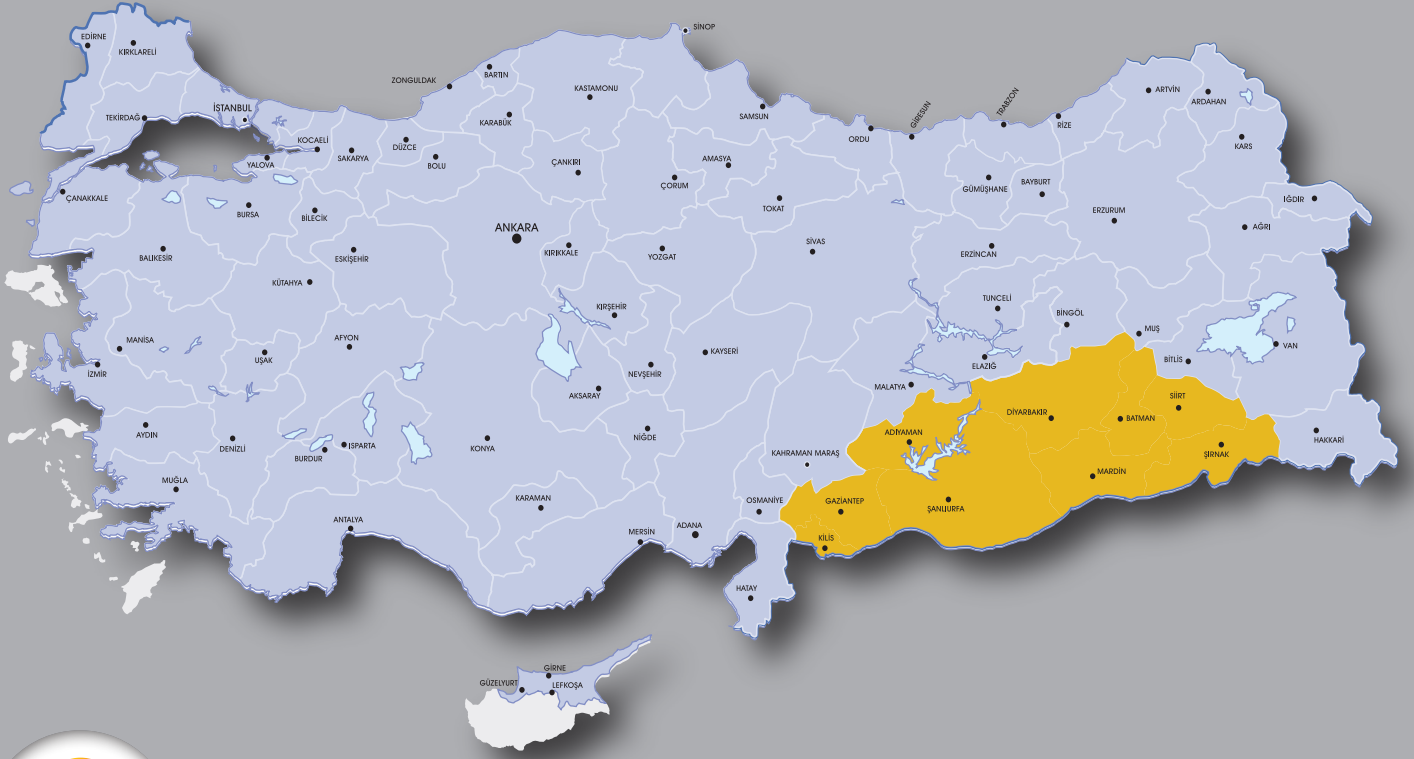 SİNOP
EDİRNE
KIRKLARELİ
BARTIN
ZONGULDAK
KASTAMONU
ARTVİN
ARDAHAN
TEKİRDAĞ
İSTANBUL
KARABÜK
SAMSUN
GİRESUN
TRABZON
RİZE
KOCAELİ
DÜZCE
ORDU
KARS
YALOVA
SAKARYA
BOLU
ÇANKIRI
AMASYA
ÇORUM
GÜMÜŞHANE
BAYBURT
ÇANAKKALE
BURSA
BİLECİK
TOKAT
ERZURUM
IĞDIR
ANKARA
AĞRI
BALIKESİR
ESKİŞEHİR
KIRIKKALE
YOZGAT
SİVAS
ERZİNCAN
KÜTAHYA
KIRŞEHİR
TUNCELİ
BİNGÖL
MUŞ
MANİSA
UŞAK
AFYON
KAYSERİ
VAN
İZMİR
NEVŞEHİR
ELAZIĞ
BİTLİS
AKSARAY
MALATYA
SİİRT
DİYARBAKIR
BATMAN
AYDIN
DENİZLİ
BURDUR
ISPARTA
KONYA
NİĞDE
ADIYAMAN
HAKKARİ
KAHRAMAN MARAŞ
ŞIRNAK
MUĞLA
MARDİN
KARAMAN
OSMANİYE
GAZİANTEP
ŞANLIURFA
ANTALYA
MERSİN
ADANA
KİLİS
HATAY
GİRNE
GÜZELYURT
LEFKOŞA